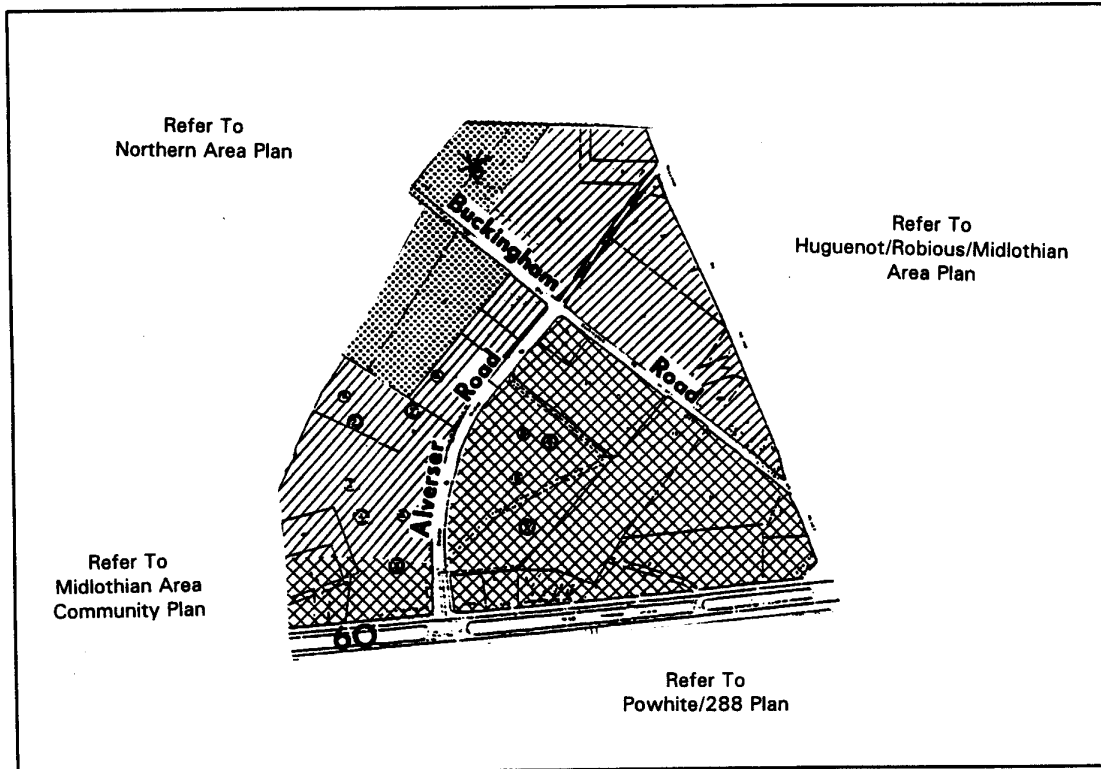 Refer To
Northern Area Plan
Buckingham
Road
Refer To
Huguenot/Robious/Midlothian
Area Plan
Alverser Road
Refer To
Midlothian Area
Community Plan
60
Refer To
Powhite/288 Plan